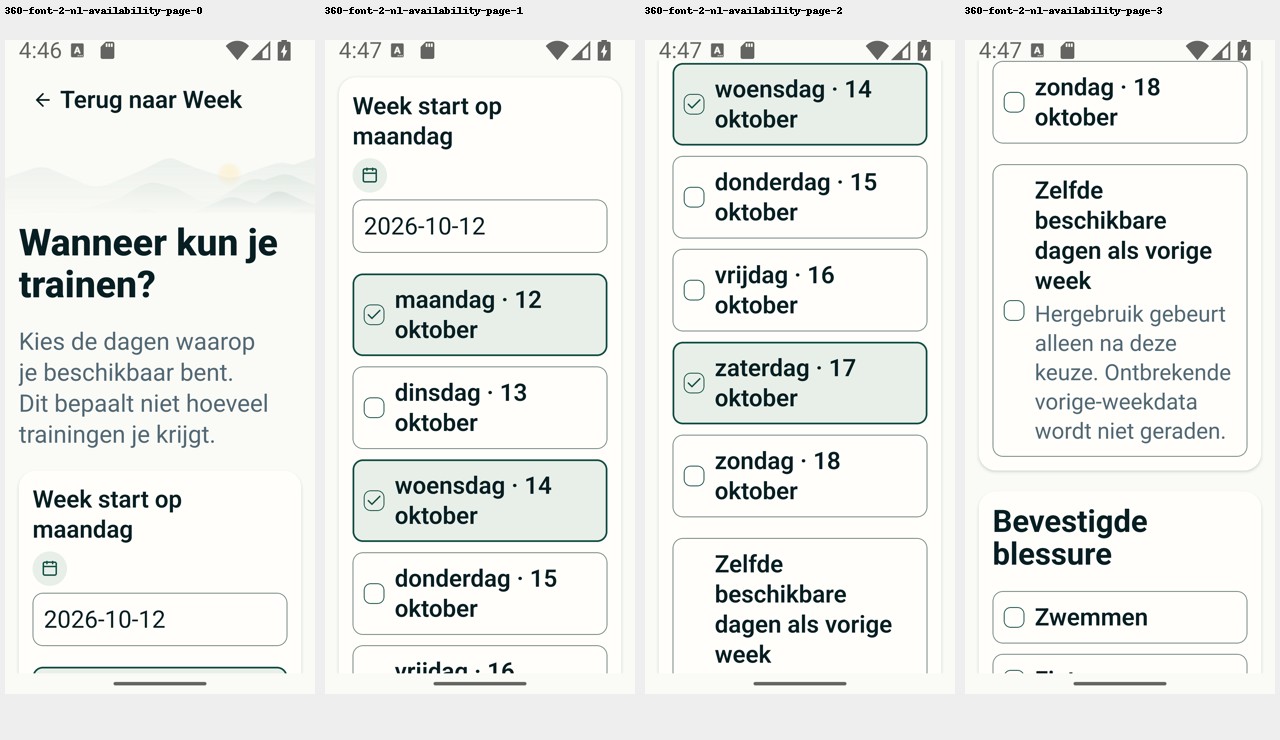 360-font-2-nl-availability-page-0
4:46
Terug naar Week
Wanneer kun je
trainen?
Kies de dagen waarop
je beschikbaar bent.
Dit bepaalt niet hoeveel
trainingen je krijgt.
Week start op
maandag
2026-10-12
360-font-2-nl-availability-page-1
4:47
Week start op
maandag
2026-10-12
maandag · 12
oktober
dinsdag · 13
oktober
woensdag · 14
oktober
donderdag · 15
oktober
vrijdag · 16
360-font-2-nl-availability-page-2
4:47
woensdag · 14
oktober
donderdag · 15
oktober
vrijdag · 16
oktober
zaterdag · 17
oktober
zondag · 18
oktober
Zelfde
beschikbare
dagen als vorige
week
360-font-2-nl-availability-page-3
4:47
zondag · 18
oktober
Zelfde
beschikbare
dagen als vorige
week
Hergebruik gebeurt
alleen na deze
keuze. Ontbrekende
vorige-weekdata
wordt niet geraden.
Bevestigde
blessure
Zwemmen